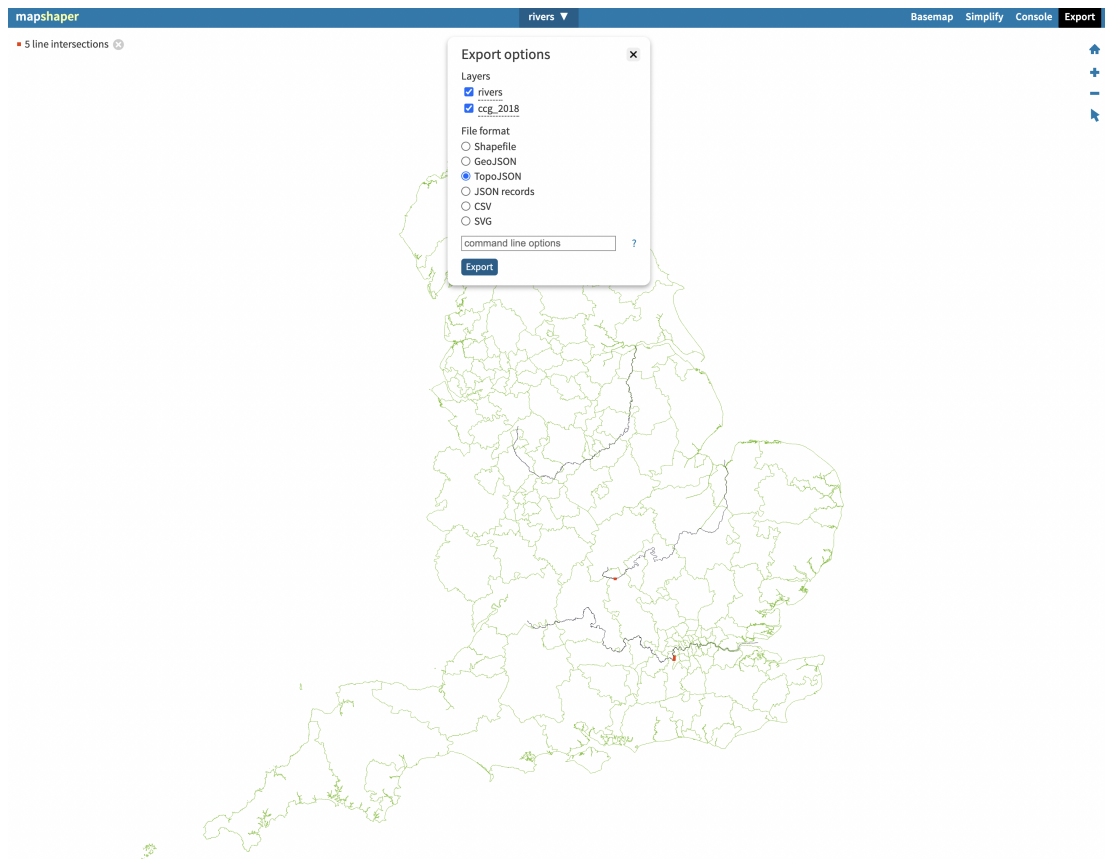 mapshaper
rivers ▼
Basemap Simplify Console Export
5 line intersections
Export options
Layers
rivers
ccg_2018
File format
Shapefile
GeoJSON
TopoJSON
JSON records
CSV
SVG
command line options ?
Export